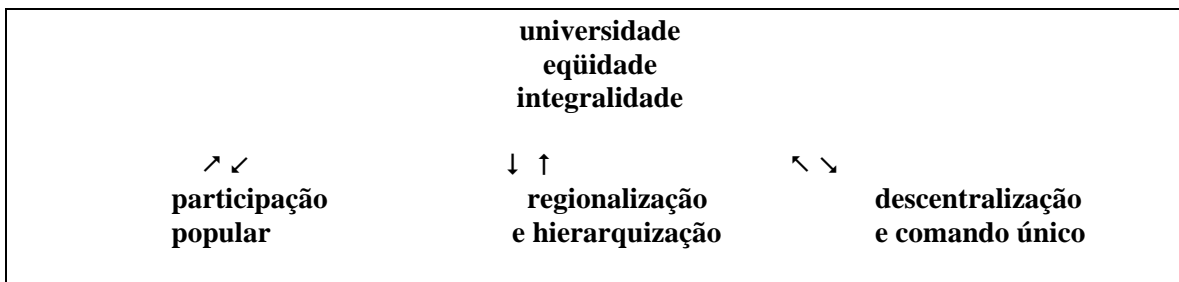 universidade
eqüidade
integralidade
↗ ↙ ↓ ↑ ↖ ↘
participação regionalização descentralização
popular e hierarquização e comando único